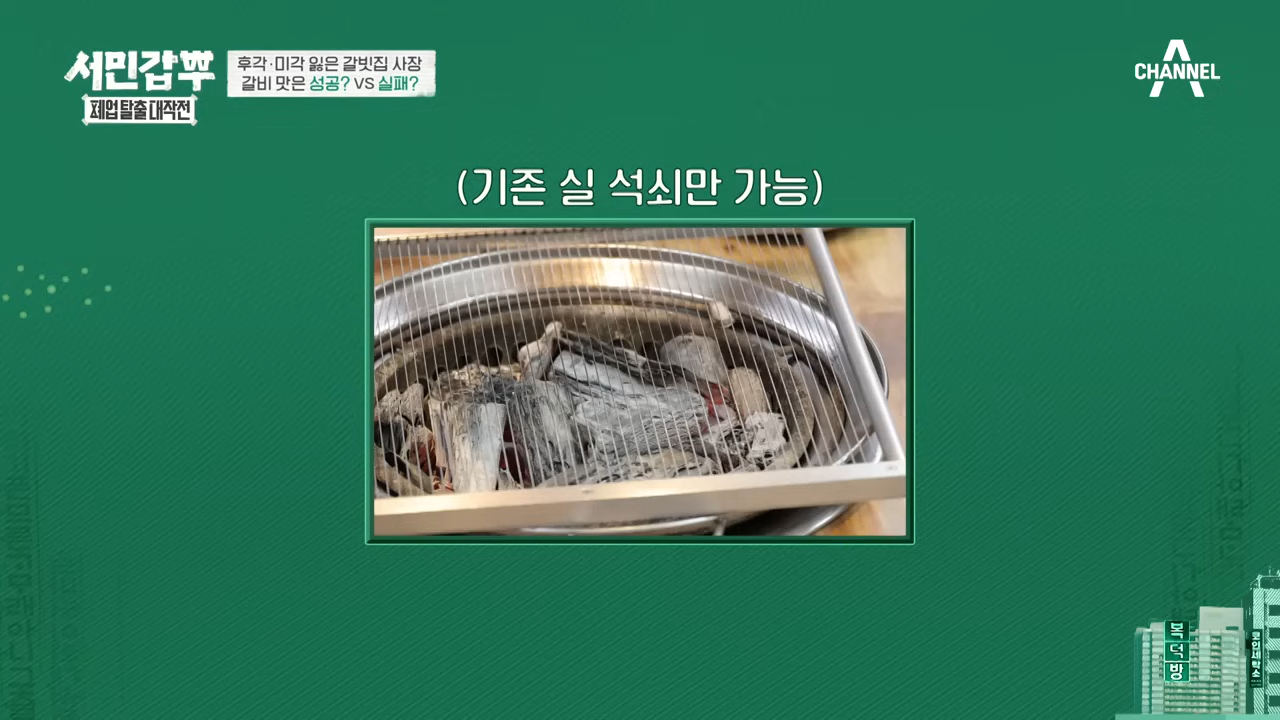 서민갑뿌
폐업 탈출 대작전
후각·미각 잃은 갈빗집 사장
갈비 맛은 성공? VS 실패?
CHANNEL A
(기존 실 석쇠만 가능)
복덕방